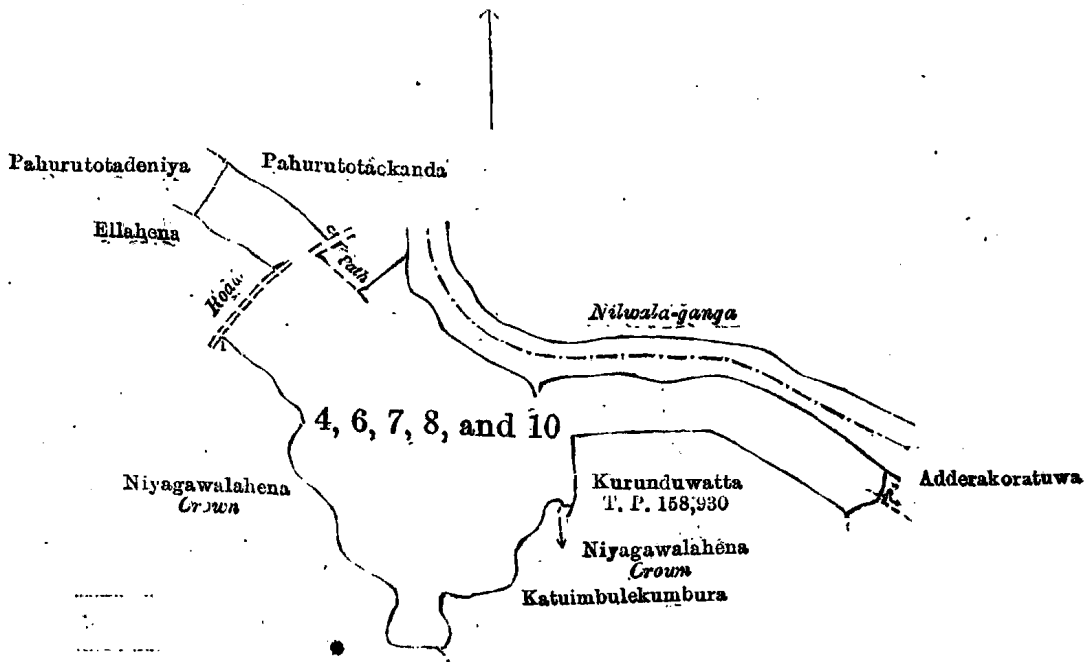 Pahurutotadeniya
Pahurutotackanda
Ellahena
Path
Road
Nilwala-ganga
4, 6, 7, 8, and 10
Niyagawalahena
Crown
Kurunduwatta
T. P. 158,930
Adderakoratuwa
Niyagawalahena
Crown
Katuimbulekumbura